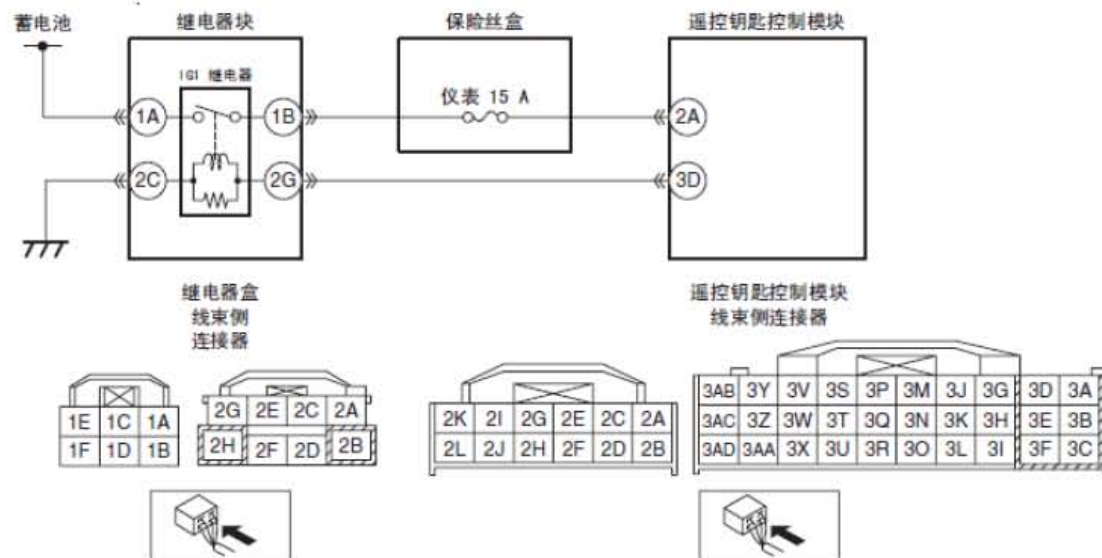 蓄电池 继电器块 保险丝盒 遥控钥匙控制模块
IG1 继电器
仪表 15 A
1A 1B 2A
2C 2G 3D
继电器盒
线束侧
连接器
遥控钥匙控制模块
线束侧连接器
1E 1C 1A
1F 1D 1B
2G 2E 2C 2A
2H 2F 2D 2B
2K 2I 2G 2E 2C 2A
2L 2J 2H 2F 2D 2B
3AB 3Y 3V 3S 3P 3M 3J 3G 3D 3A
3AC 3Z 3W 3T 3Q 3N 3K 3H 3E 3B
3AD 3AA 3X 3U 3R 3O 3L 3I 3F 3C